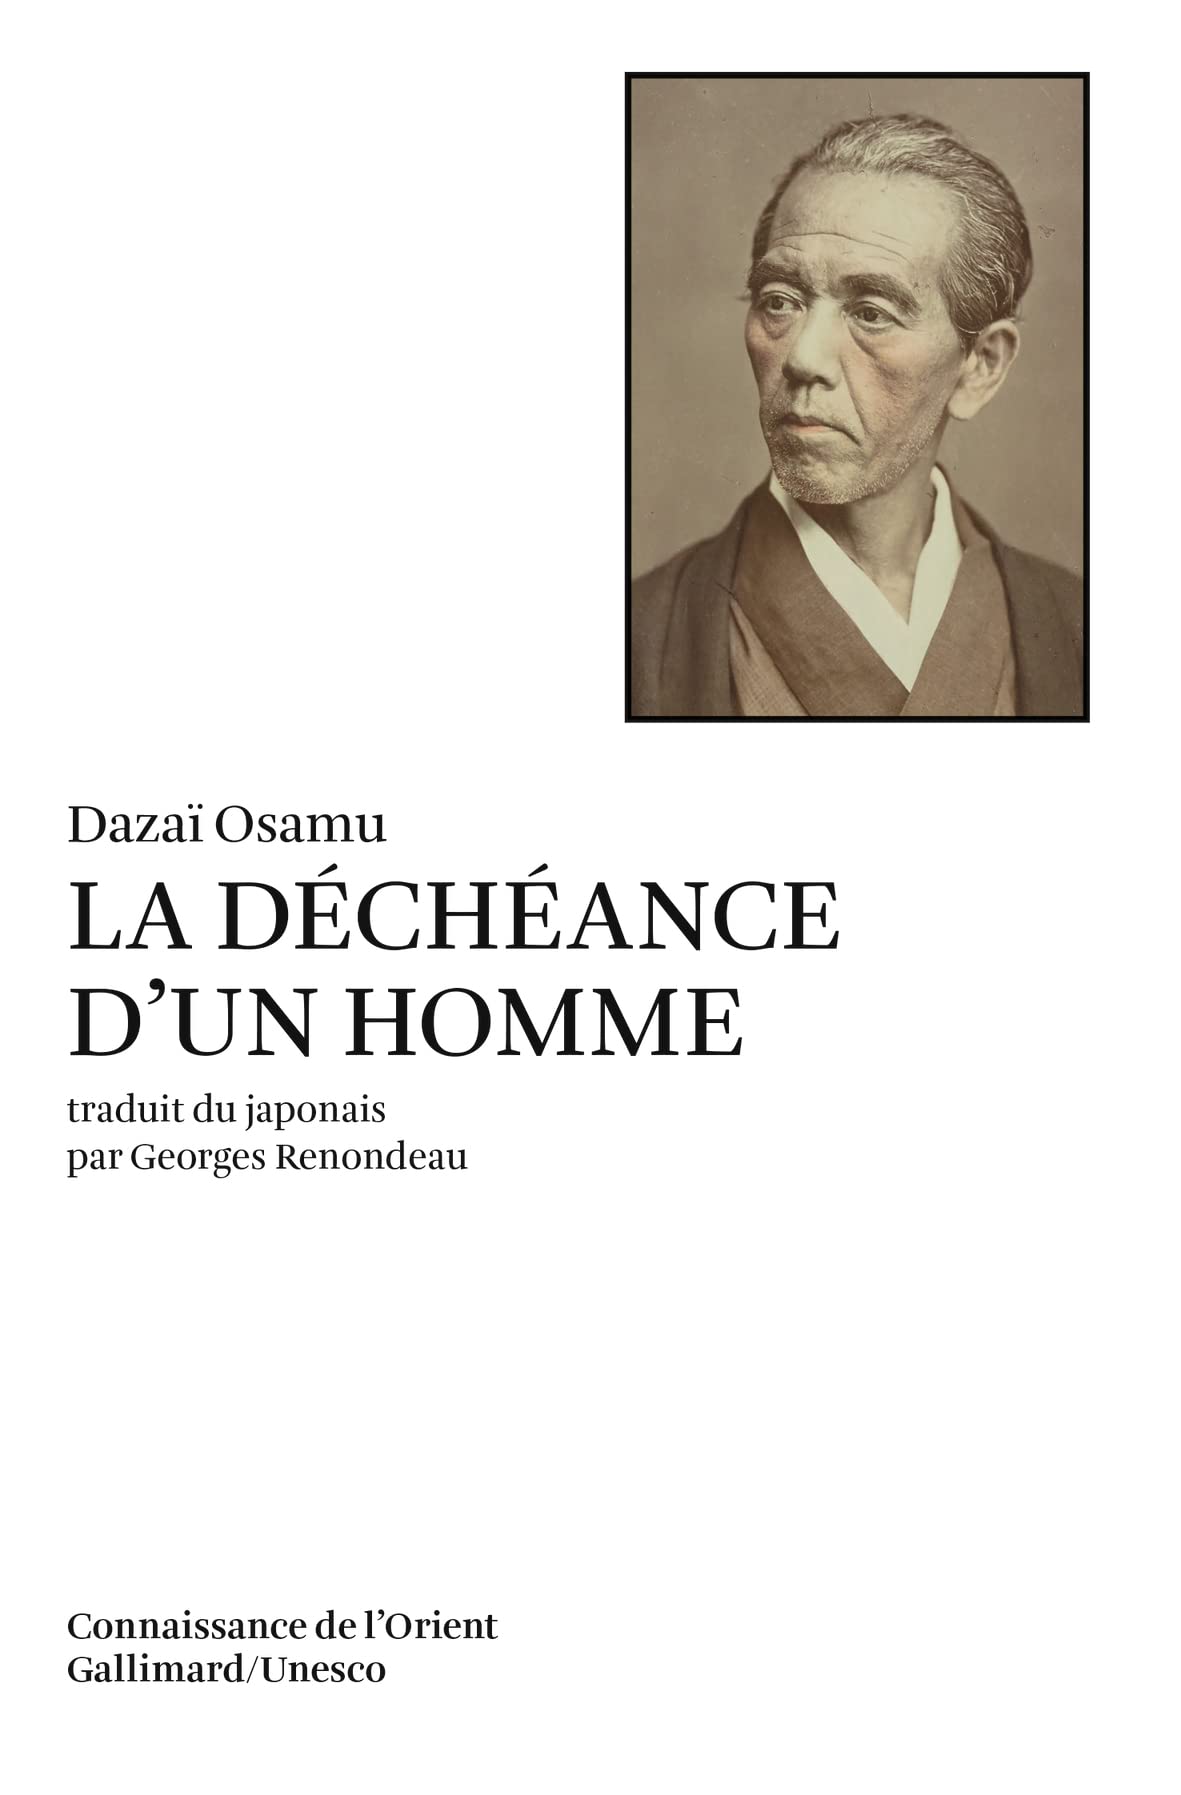 Dazaï Osamu
LA DÉCHÉANCE
D’UN HOMME
traduit du japonais
par Georges Renondeau
Connaissance de l’Orient
Gallimard/Unesco